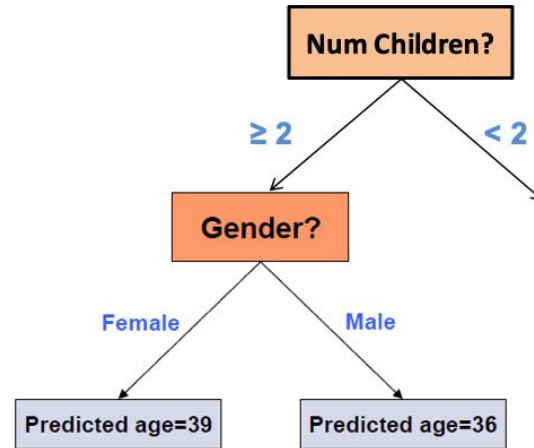 Num Children?
≥ 2
< 2
Gender?
Female
Male
Predicted age=39
Predicted age=36